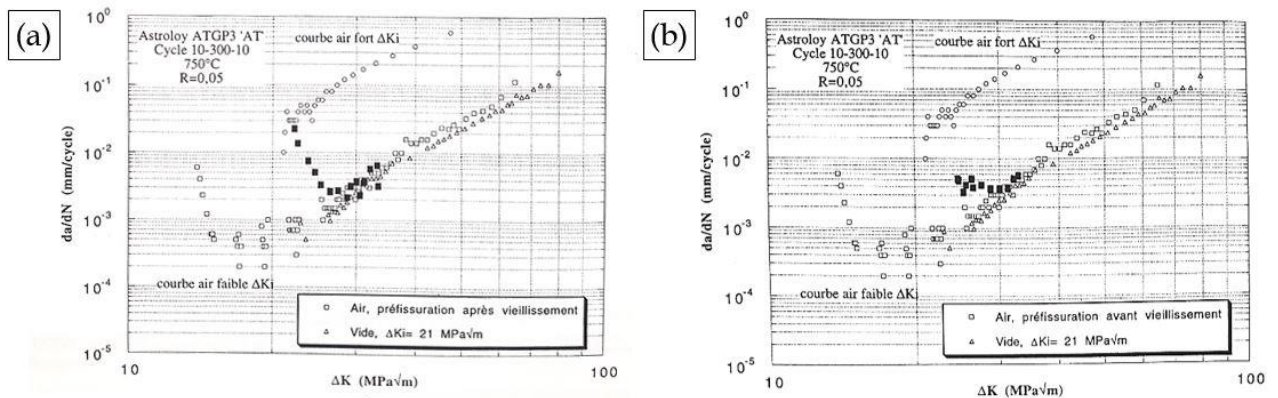 (a)
Astroloy ATGP3 'AT'
Cycle 10-300-10
750°C
R=0,05
courbe air fort ΔKi
courbe air faible ΔKi
Air, préfissuration après vieillissement
Vide, ΔKi= 21 MPa√m
da/dN (mm/cycle)
10⁰
10⁻¹
10⁻²
10⁻³
10⁻⁴
10⁻⁵
10
100
ΔK (MPa√m)
(b)
Astroloy ATGP3 'AT'
Cycle 10-300-10
750°C
R=0,05
courbe air fort ΔKi
courbe air faible ΔKi
Air, préfissuration avant vieillissement
Vide, ΔKi= 21 MPa√m
da/dN (mm/cycle)
10⁰
10⁻¹
10⁻²
10⁻³
10⁻⁴
10⁻⁵
10
100
ΔK (MPa√m)